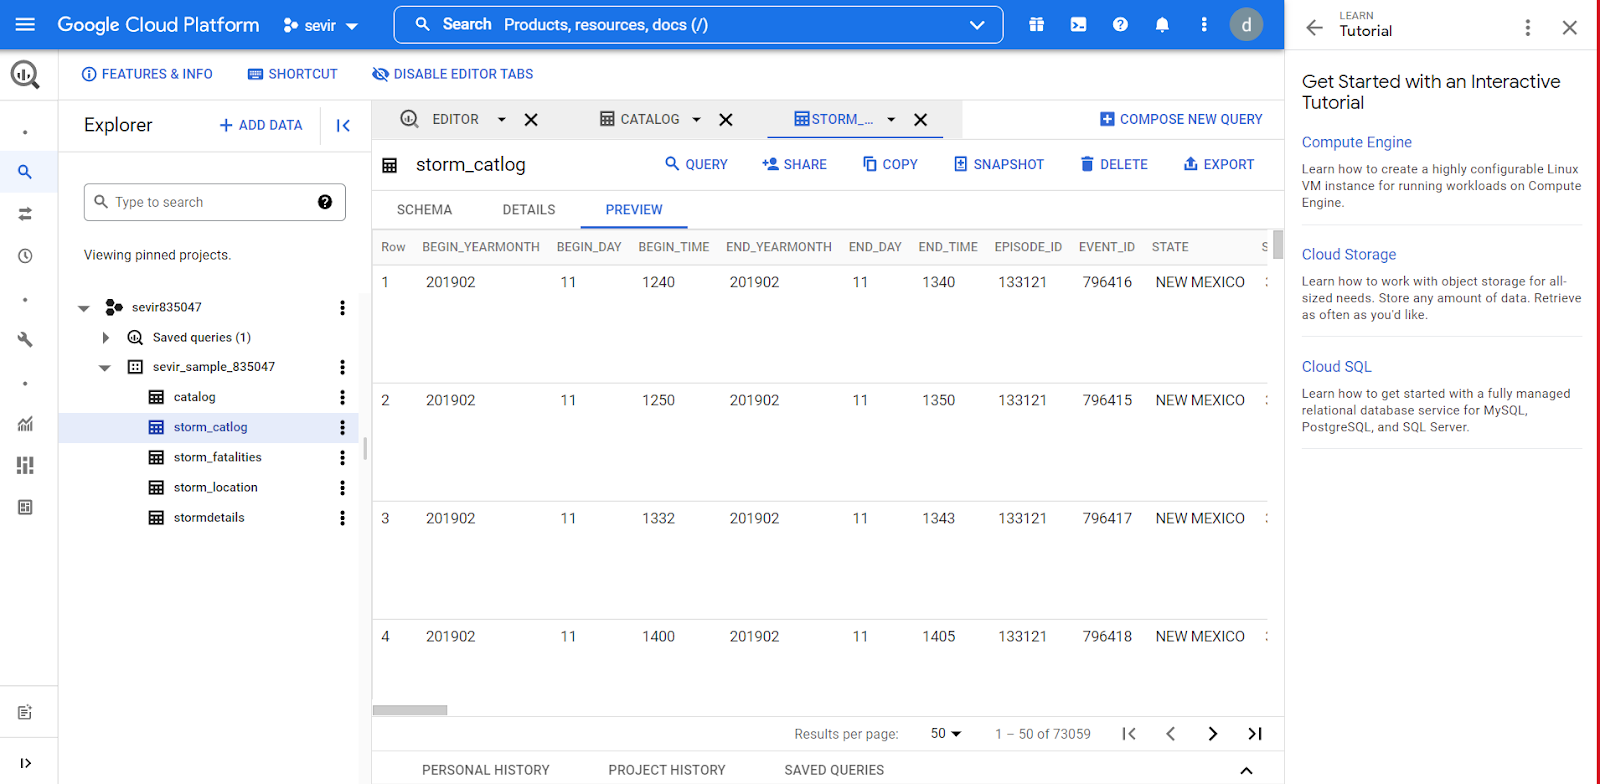 Google Cloud Platform
sevir
Search Products, resources, docs (/)
d
LEARN
Tutorial
FEATURES & INFO
SHORTCUT
DISABLE EDITOR TABS
Explorer
+ ADD DATA
Type to search
Viewing pinned projects.
sevir835047
Saved queries (1)
sevir_sample_835047
catalog
storm_catlog
storm_fatalities
storm_location
stormdetails
EDITOR
CATALOG
STORM_...
COMPOSE NEW QUERY
storm_catlog
QUERY
SHARE
COPY
SNAPSHOT
DELETE
EXPORT
SCHEMA
DETAILS
PREVIEW
Row BEGIN_YEARMONTH BEGIN_DAY BEGIN_TIME END_YEARMONTH END_DAY END_TIME EPISODE_ID EVENT_ID STATE
1 201902 11 1240 201902 11 1340 133121 796416 NEW MEXICO
2 201902 11 1250 201902 11 1350 133121 796415 NEW MEXICO
3 201902 11 1332 201902 11 1343 133121 796417 NEW MEXICO
4 201902 11 1400 201902 11 1405 133121 796418 NEW MEXICO
Results per page: 50 1 – 50 of 73059
PERSONAL HISTORY
PROJECT HISTORY
SAVED QUERIES
Get Started with an Interactive
Tutorial
Compute Engine
Learn how to create a highly configurable Linux
VM instance for running workloads on Compute
Engine.
Cloud Storage
Learn how to work with object storage for all-
sized needs. Store any amount of data. Retrieve
as often as you'd like.
Cloud SQL
Learn how to get started with a fully managed
relational database service for MySQL,
PostgreSQL, and SQL Server.